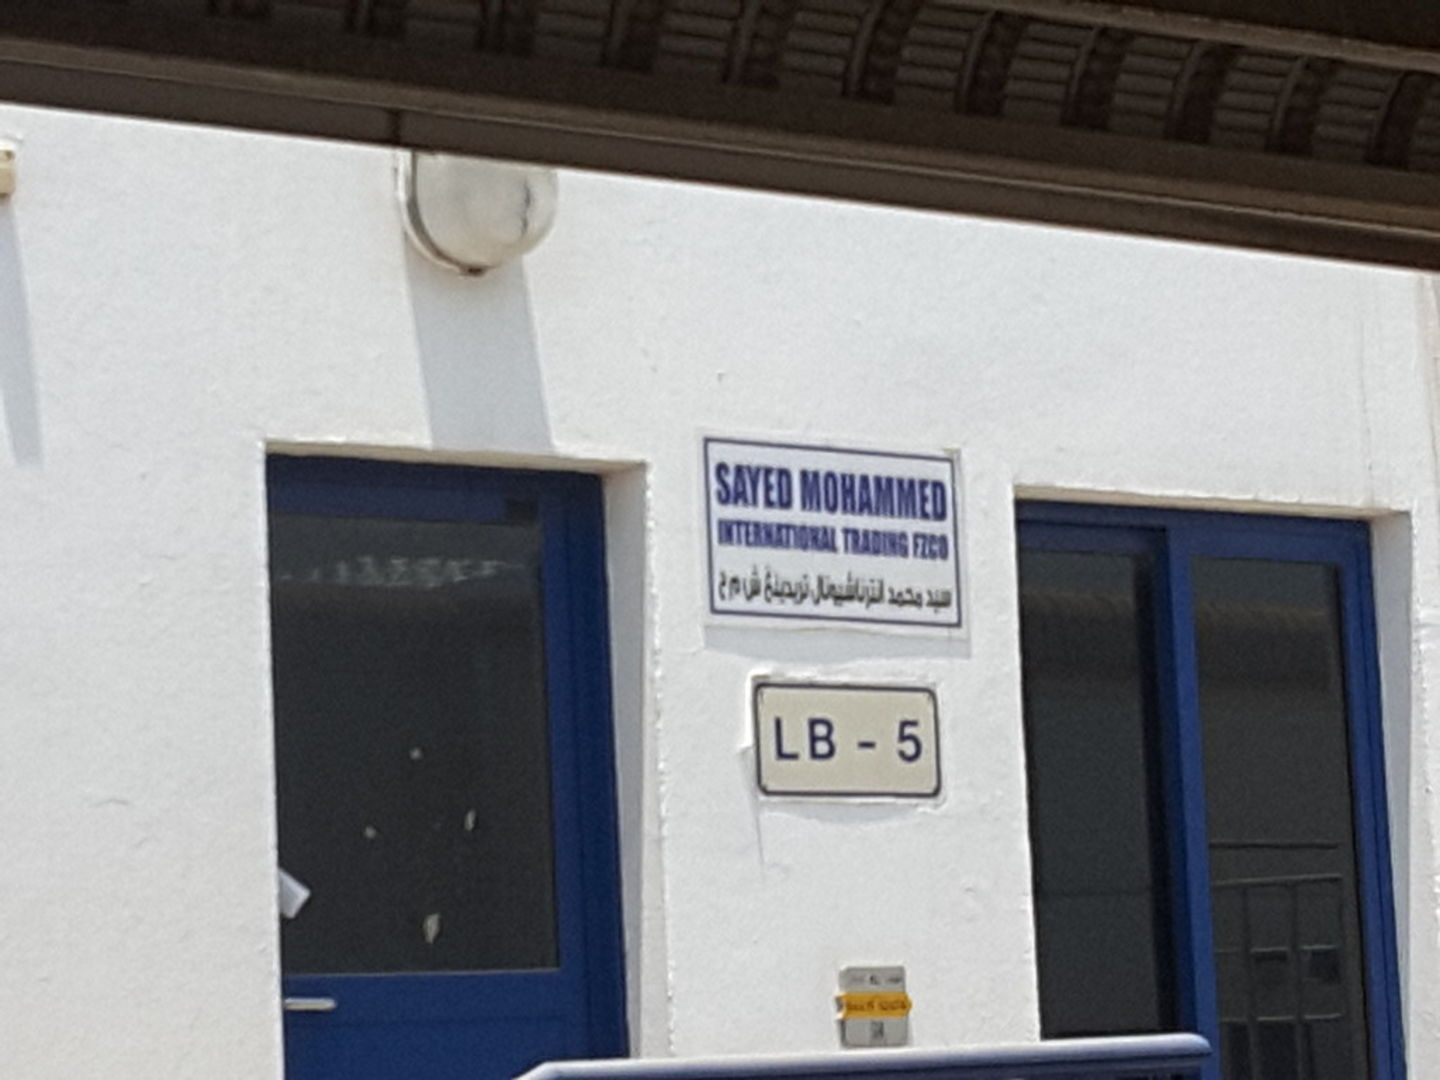 SAYED MOHAMMED
INTERNATIONAL TRADING FZCO
سيد محمد انترناشيونال تريدينغ ش م ح
LB - 5